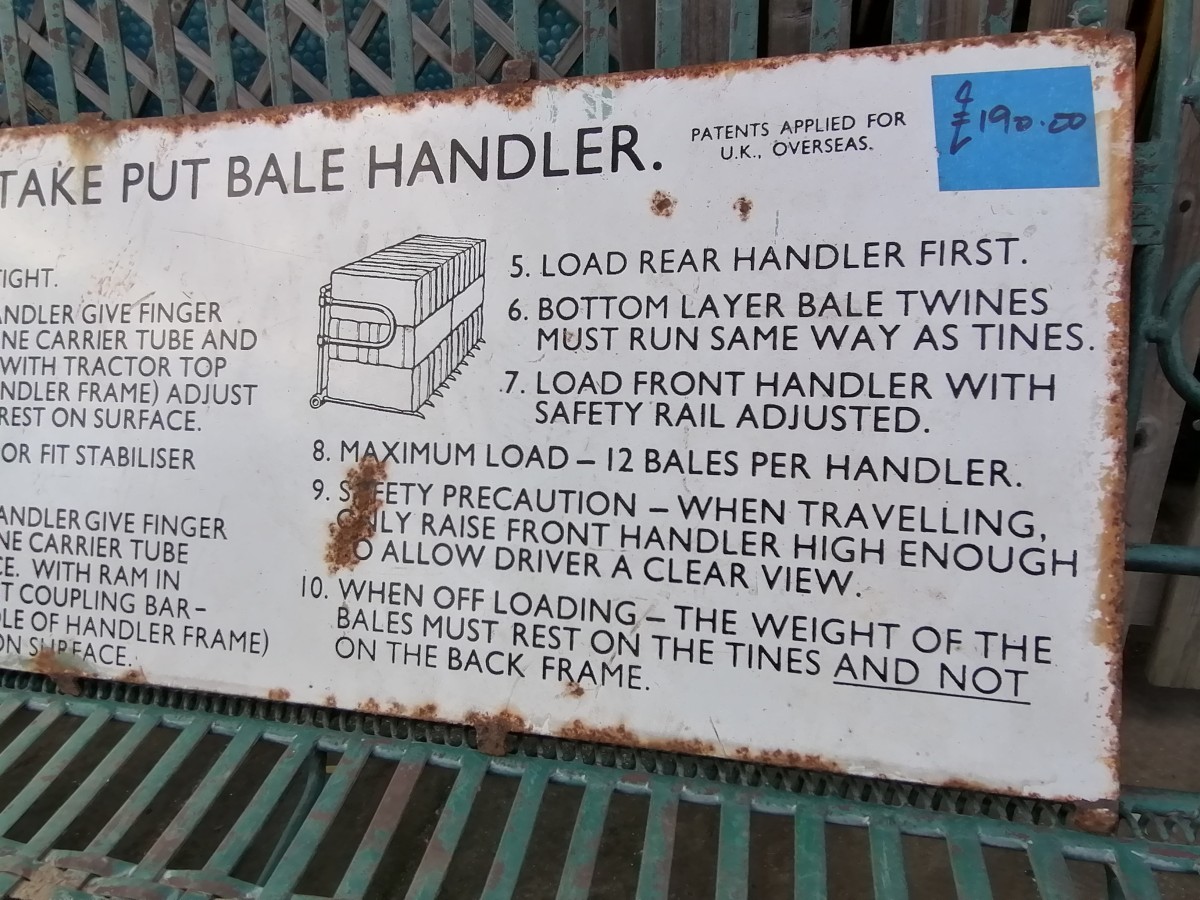 TAKE PUT BALE HANDLER.
PATENTS APPLIED FOR
U.K., OVERSEAS.
£190.00
TIGHT.
ANDLER GIVE FINGER
NE CARRIER TUBE AND
WITH TRACTOR TOP
NDLER FRAME) ADJUST
REST ON SURFACE.
OR FIT STABILISER
ANDLER GIVE FINGER
NE CARRIER TUBE
CE. WITH RAM IN
T COUPLING BAR –
OLE OF HANDLER FRAME)
ON SURFACE.
5. LOAD REAR HANDLER FIRST.
6. BOTTOM LAYER BALE TWINES
MUST RUN SAME WAY AS TINES.
7. LOAD FRONT HANDLER WITH
SAFETY RAIL ADJUSTED.
8. MAXIMUM LOAD – 12 BALES PER HANDLER.
9. SAFETY PRECAUTION – WHEN TRAVELLING,
ONLY RAISE FRONT HANDLER HIGH ENOUGH
TO ALLOW DRIVER A CLEAR VIEW.
10. WHEN OFF LOADING – THE WEIGHT OF THE
BALES MUST REST ON THE TINES AND NOT
ON THE BACK FRAME.